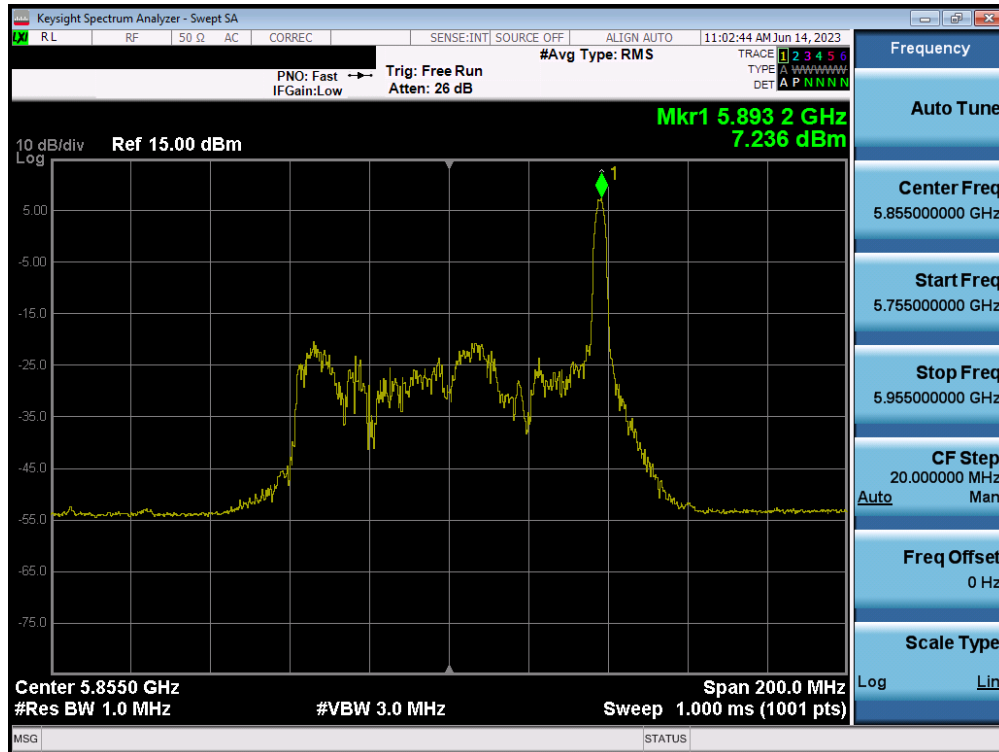 Keysight Spectrum Analyzer - Swept SA
LXI RL RF 50 Ω AC CORREC SENSE:INT SOURCE OFF ALIGN AUTO 11:02:44 AM Jun 14, 2023
#Avg Type: RMS
TRACE 1 2 3 4 5 6
PNO: Fast Trig: Free Run
TYPE A WWWWW
IFGain:Low Atten: 26 dB
DET A P N N N N
Mkr1 5.893 2 GHz
7.236 dBm
10 dB/div Ref 15.00 dBm
Log
1
5.00
-5.00
-15.0
-25.0
-35.0
-45.0
-55.0
-65.0
-75.0
Center 5.8550 GHz Span 200.0 MHz
#Res BW 1.0 MHz #VBW 3.0 MHz Sweep 1.000 ms (1001 pts)
MSG STATUS
Frequency
Auto Tune
Center Freq
5.855000000 GHz
Start Freq
5.755000000 GHz
Stop Freq
5.955000000 GHz
CF Step
20.000000 MHz
Auto Man
Freq Offset
0 Hz
Scale Type
Log Lin